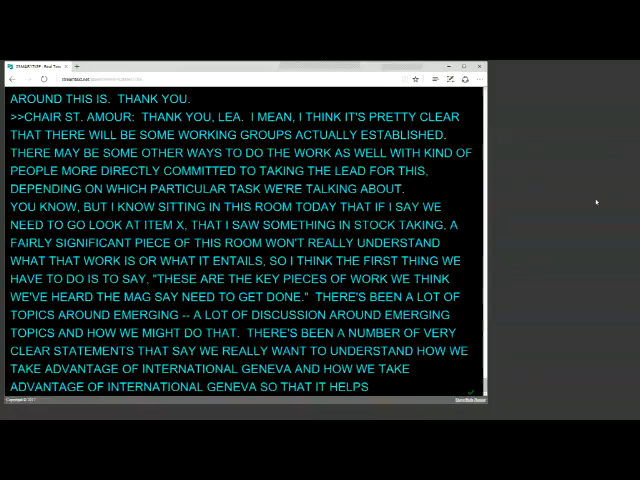 AROUND THIS IS.  THANK YOU.
>>CHAIR ST. AMOUR:  THANK YOU, LEA.  I MEAN, I THINK IT'S PRETTY CLEAR
THAT THERE WILL BE SOME WORKING GROUPS ACTUALLY ESTABLISHED.
THERE MAY BE SOME OTHER WAYS TO DO THE WORK AS WELL WITH KIND OF
PEOPLE MORE DIRECTLY COMMITTED TO TAKING THE LEAD FOR THIS,
DEPENDING ON WHICH PARTICULAR TASK WE'RE TALKING ABOUT.
YOU KNOW, BUT I KNOW SITTING IN THIS ROOM TODAY THAT IF I SAY WE
NEED TO GO LOOK AT ITEM X, THAT I SAW SOMETHING IN STOCK TAKING, A
FAIRLY SIGNIFICANT PIECE OF THIS ROOM WON'T REALLY UNDERSTAND
WHAT THAT WORK IS OR WHAT IT ENTAILS, SO I THINK THE FIRST THING WE
HAVE TO DO IS TO SAY, "THESE ARE THE KEY PIECES OF WORK WE THINK
WE'VE HEARD THE MAG SAY NEED TO GET DONE."  THERE'S BEEN A LOT OF
TOPICS AROUND EMERGING -- A LOT OF DISCUSSION AROUND EMERGING
TOPICS AND HOW WE MIGHT DO THAT.  THERE'S BEEN A NUMBER OF VERY
CLEAR STATEMENTS THAT SAY WE REALLY WANT TO UNDERSTAND HOW WE
TAKE ADVANTAGE OF INTERNATIONAL GENEVA AND HOW WE TAKE
ADVANTAGE OF INTERNATIONAL GENEVA SO THAT IT HELPS